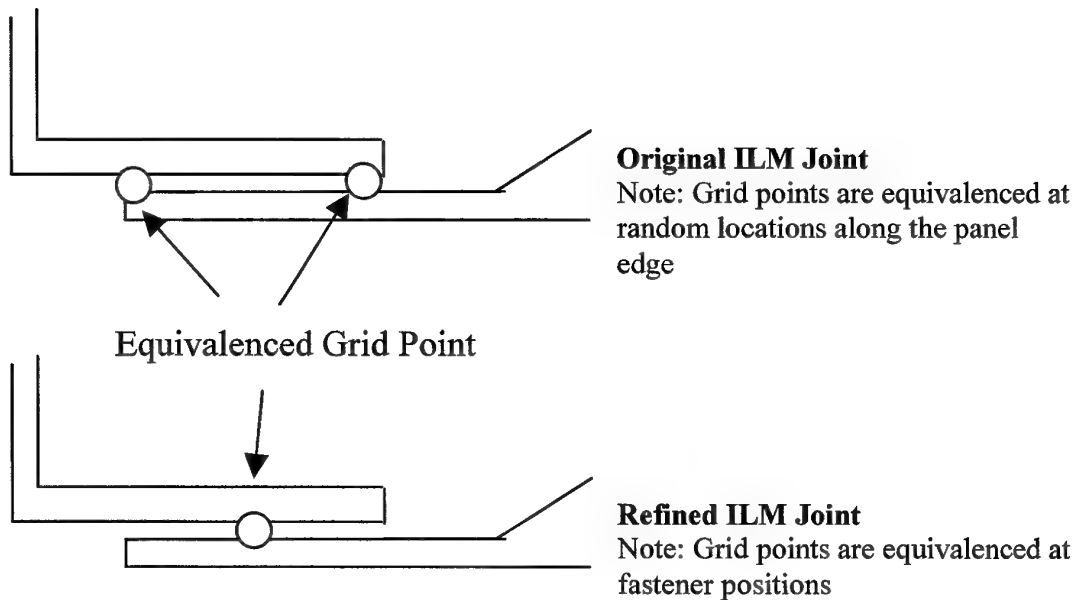 Original ILM Joint
Note: Grid points are equivalenced at
random locations along the panel
edge
Equivalenced Grid Point
Refined ILM Joint
Note: Grid points are equivalenced at
fastener positions